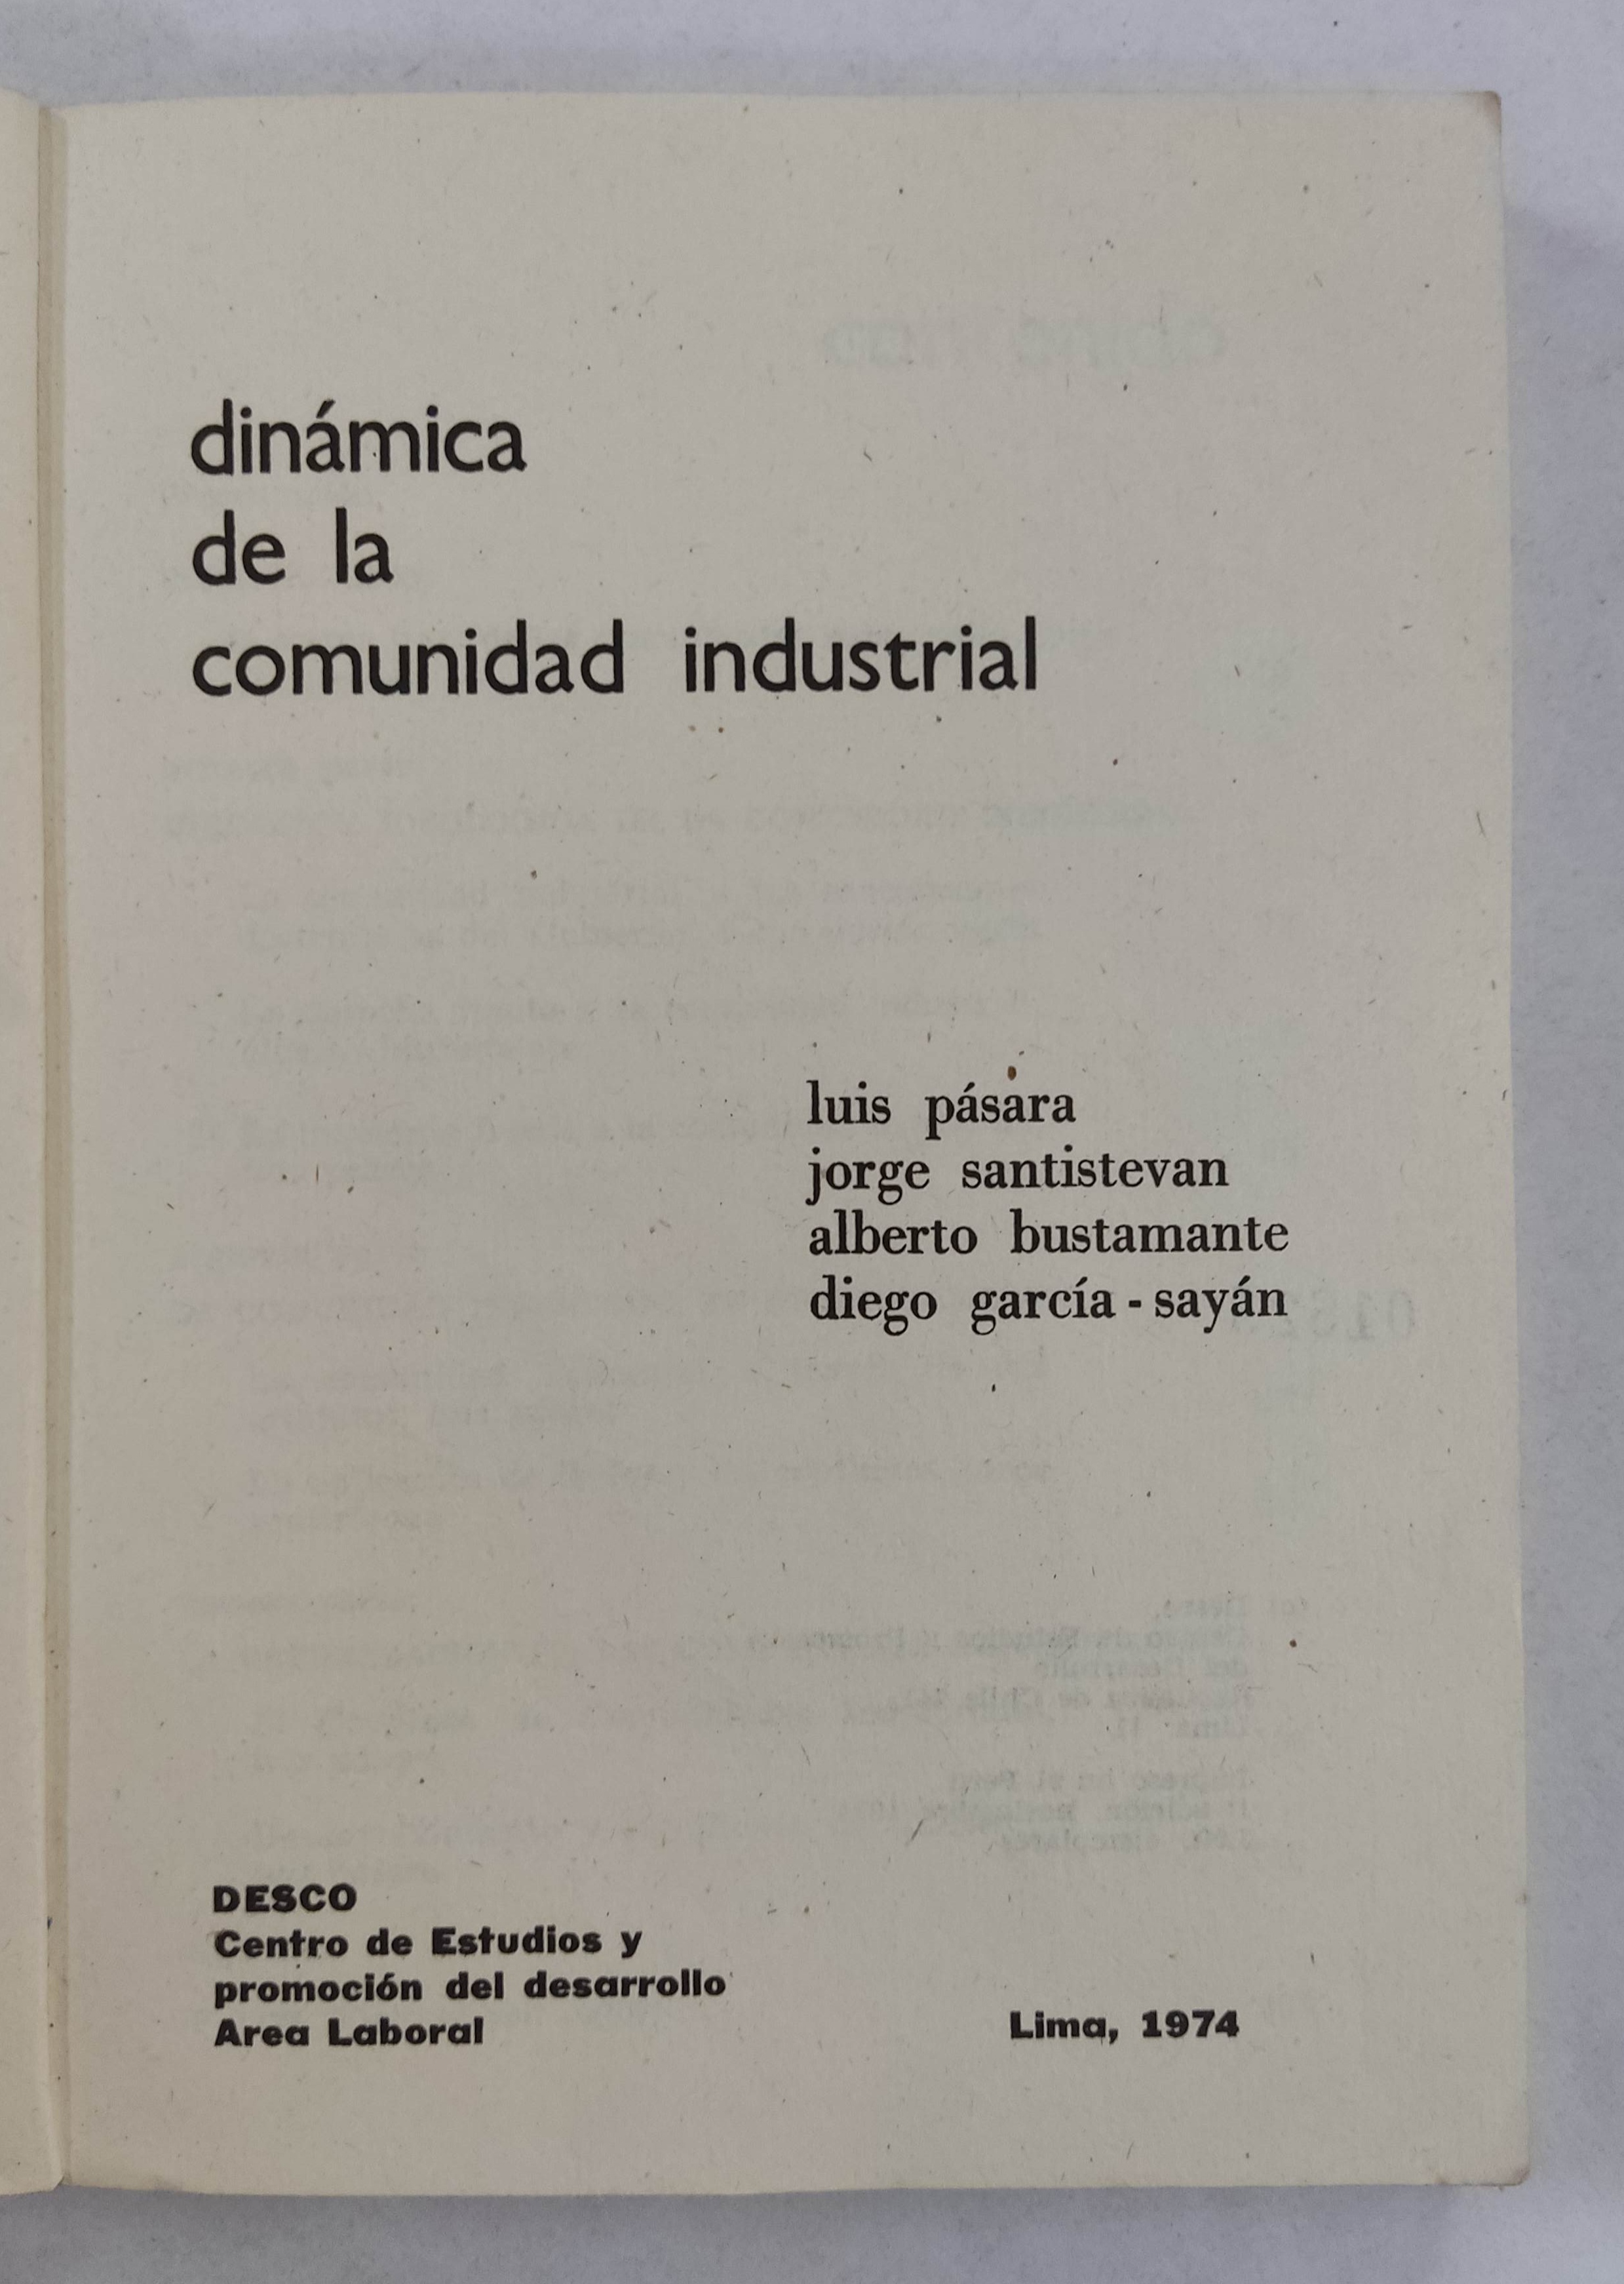 dinámica
de la
comunidad industrial
luis pásara
jorge santistevan
alberto bustamante
diego garcía - sayán
DESCO
Centro de Estudios y
promoción del desarrollo
Area Laboral
Lima, 1974